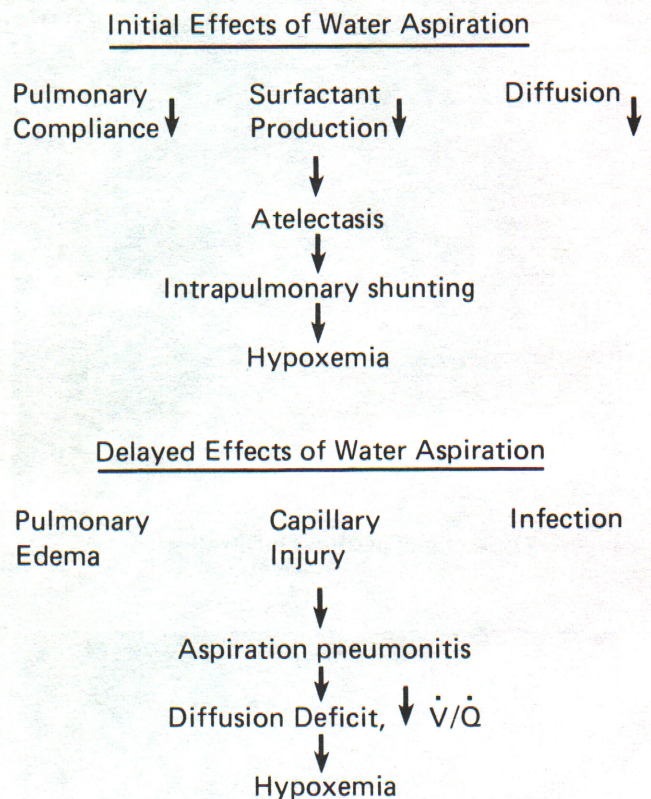 Initial Effects of Water Aspiration
Pulmonary Compliance ↓
Surfactant Production ↓
Diffusion ↓
↓
Atelectasis
↓
Intrapulmonary shunting
↓
Hypoxemia
Delayed Effects of Water Aspiration
Pulmonary Edema
Capillary Injury
Infection
↓
Aspiration pneumonitis
↓
Diffusion Deficit, ↓ V̇/Q̇
↓
Hypoxemia